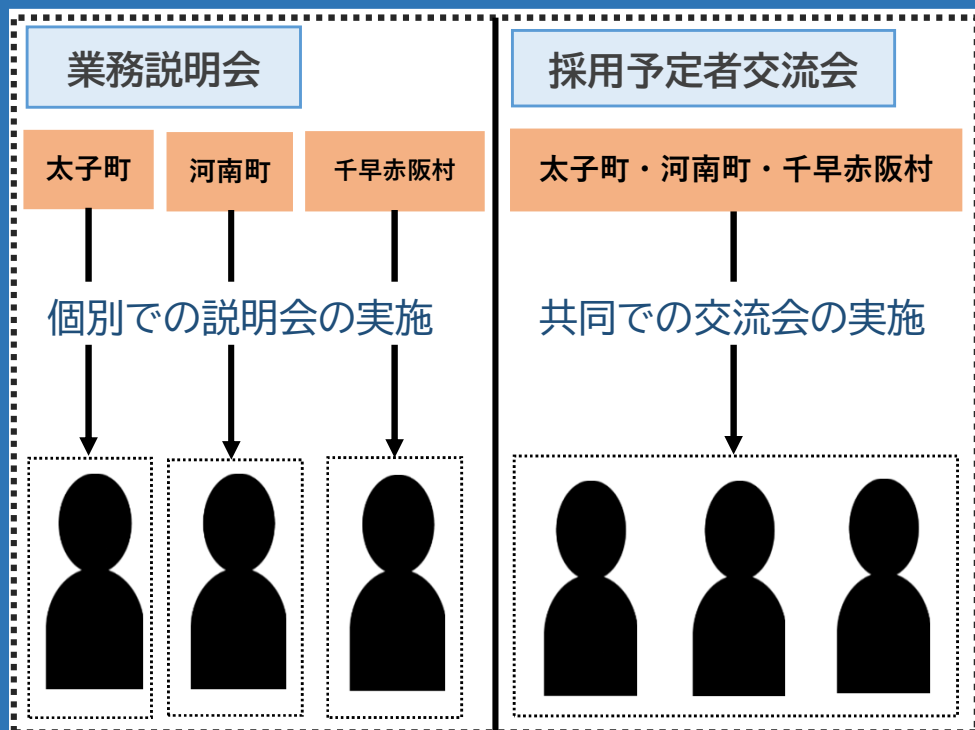 業務説明会
太子町
河南町
千早赤阪村
個別での説明会の実施
採用予定者交流会
太子町・河南町・千早赤阪村
共同での交流会の実施